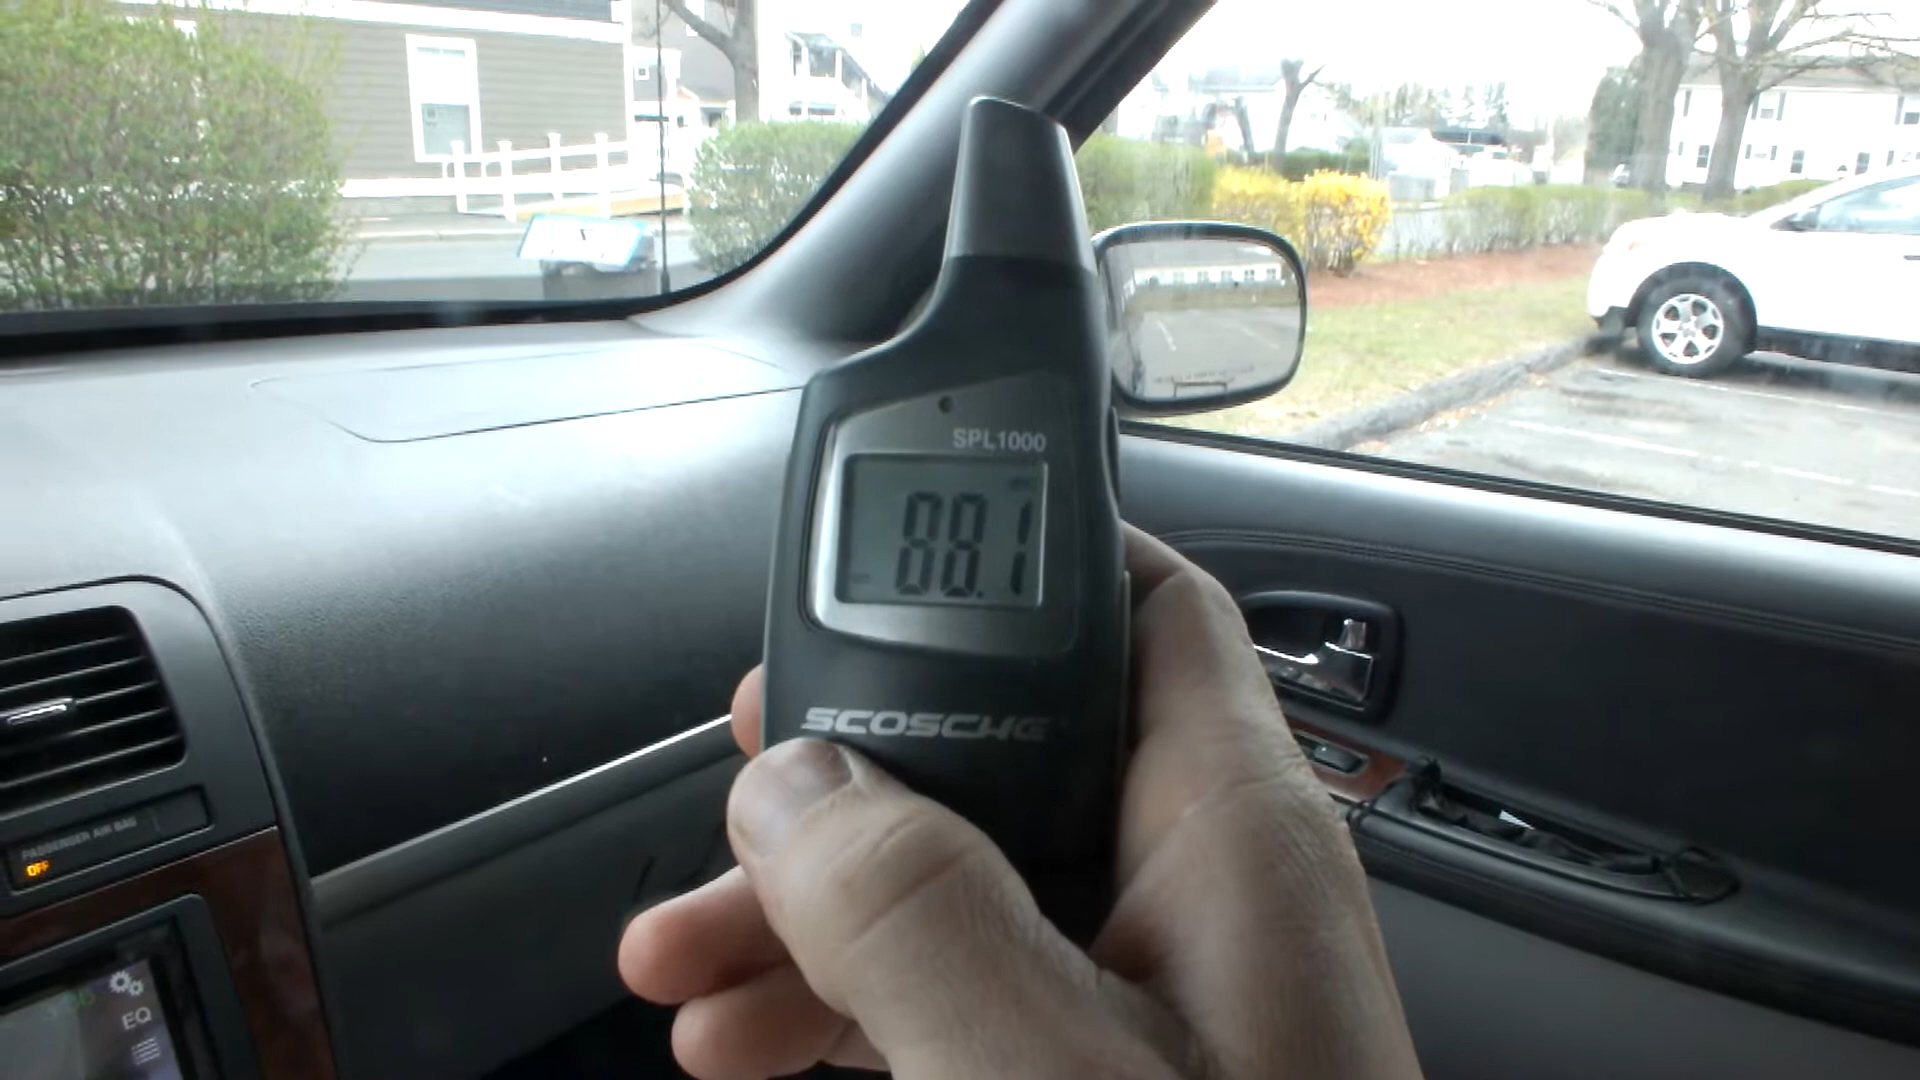 SPL1000
88.1
SCOSCHE
PASSENGER AIR BAG
OFF
EQ